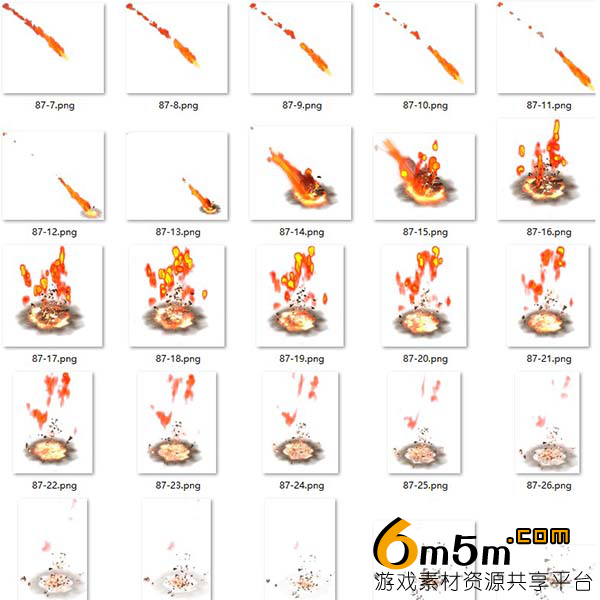 87-7.png 87-8.png 87-9.png 87-10.png 87-11.png
87-12.png 87-13.png 87-14.png 87-15.png 87-16.png
87-17.png 87-18.png 87-19.png 87-20.png 87-21.png
87-22.png 87-23.png 87-24.png 87-25.png 87-26.png
6m5m.com
游戏素材资源共享平台